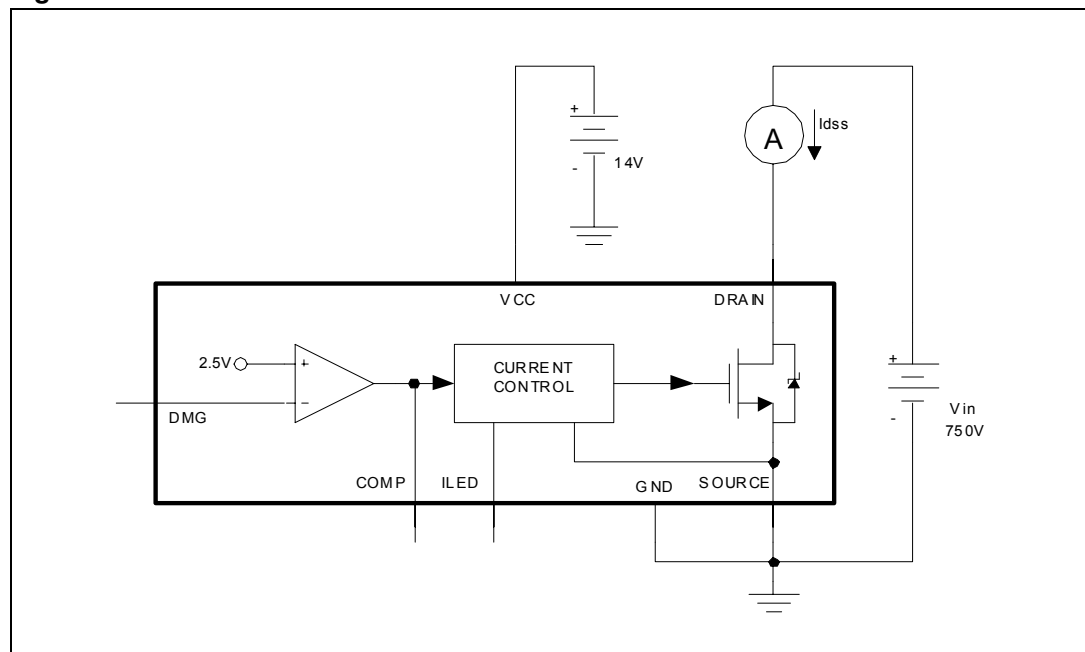 +
14V
-
A
Idss
VCC
DRAIN
2.5V
+
-
CURRENT
CONTROL
DMG
COMP
ILED
GND
SOURCE
+
-
Vin
750V